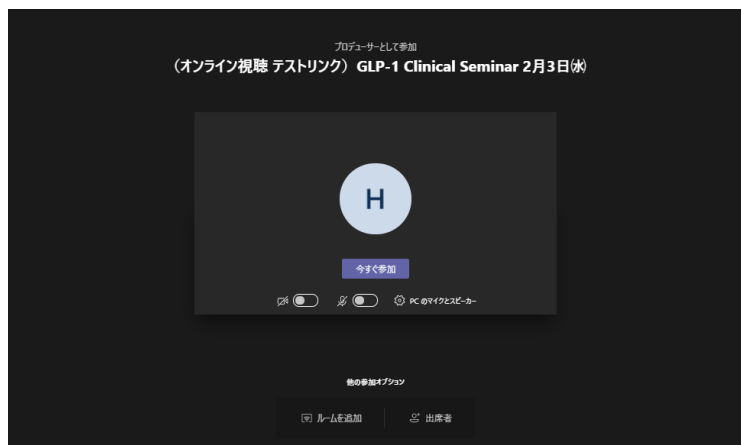 プロデューサーとして参加
（オンライン視聴 テストリンク）GLP-1 Clinical Seminar 2月3日㈬
H
今すぐ参加
PC のマイクとスピーカー
他の参加オプション
ルームを追加
出席者